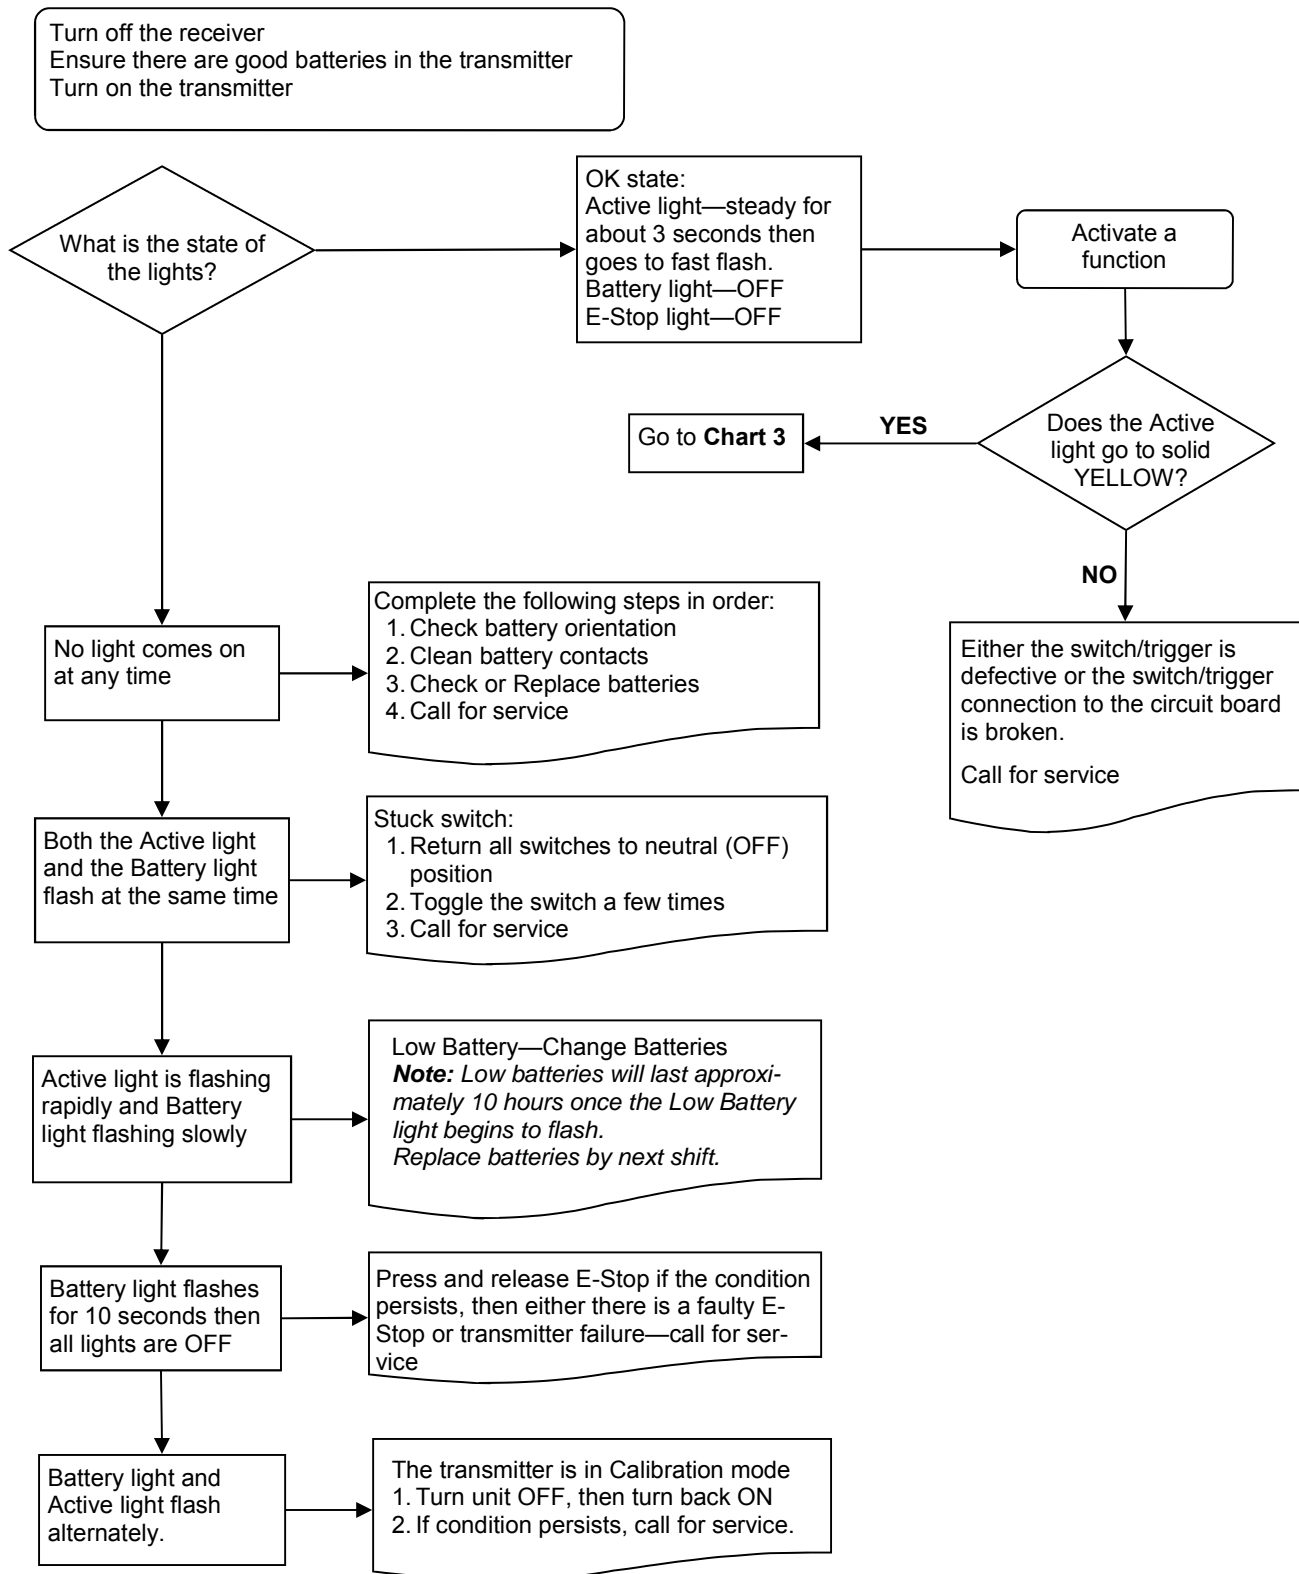 Turn off the receiver
Ensure there are good batteries in the transmitter
Turn on the transmitter
What is the state of
the lights?
OK state:
Active light—steady for
about 3 seconds then
goes to fast flash.
Battery light—OFF
E-Stop light—OFF
Activate a
function
Does the Active
light go to solid
YELLOW?
YES
Go to Chart 3
NO
Either the switch/trigger is
defective or the switch/trigger
connection to the circuit board
is broken.
Call for service
No light comes on
at any time
Complete the following steps in order:
1. Check battery orientation
2. Clean battery contacts
3. Check or Replace batteries
4. Call for service
Both the Active light
and the Battery light
flash at the same time
Stuck switch:
1. Return all switches to neutral (OFF)
position
2. Toggle the switch a few times
3. Call for service
Active light is flashing
rapidly and Battery
light flashing slowly
Low Battery—Change Batteries
Note: Low batteries will last approxi-
mately 10 hours once the Low Battery
light begins to flash.
Replace batteries by next shift.
Battery light flashes
for 10 seconds then
all lights are OFF
Press and release E-Stop if the condition
persists, then either there is a faulty E-
Stop or transmitter failure—call for ser-
vice
Battery light and
Active light flash
alternately.
The transmitter is in Calibration mode
1. Turn unit OFF, then turn back ON
2. If condition persists, call for service.